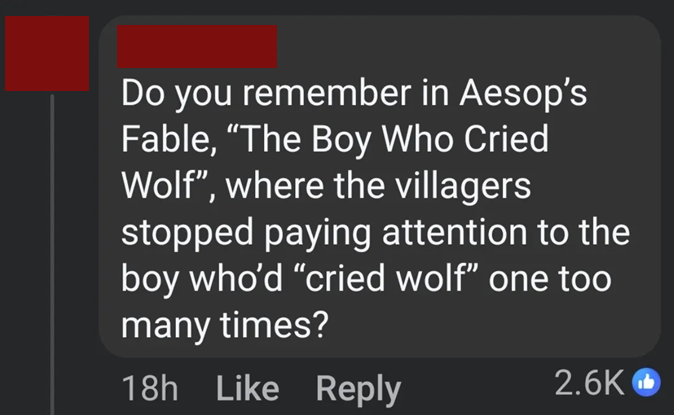 Do you remember in Aesop’s
Fable, “The Boy Who Cried
Wolf”, where the villagers
stopped paying attention to the
boy who’d “cried wolf” one too
many times?
18h Like Reply 2.6K